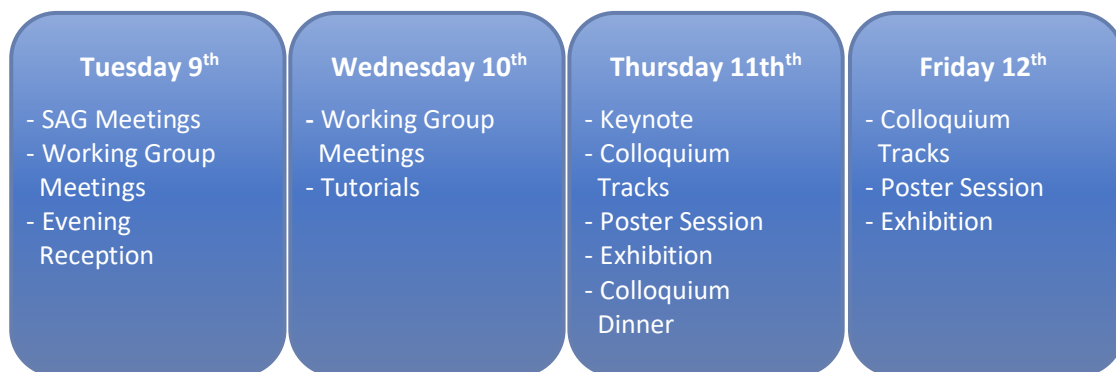 Tuesday 9th
- SAG Meetings
- Working Group
Meetings
- Evening
Reception
Wednesday 10th
- Working Group
Meetings
- Tutorials
Thursday 11thth
- Keynote
- Colloquium
Tracks
- Poster Session
- Exhibition
- Colloquium
Dinner
Friday 12th
- Colloquium
Tracks
- Poster Session
- Exhibition